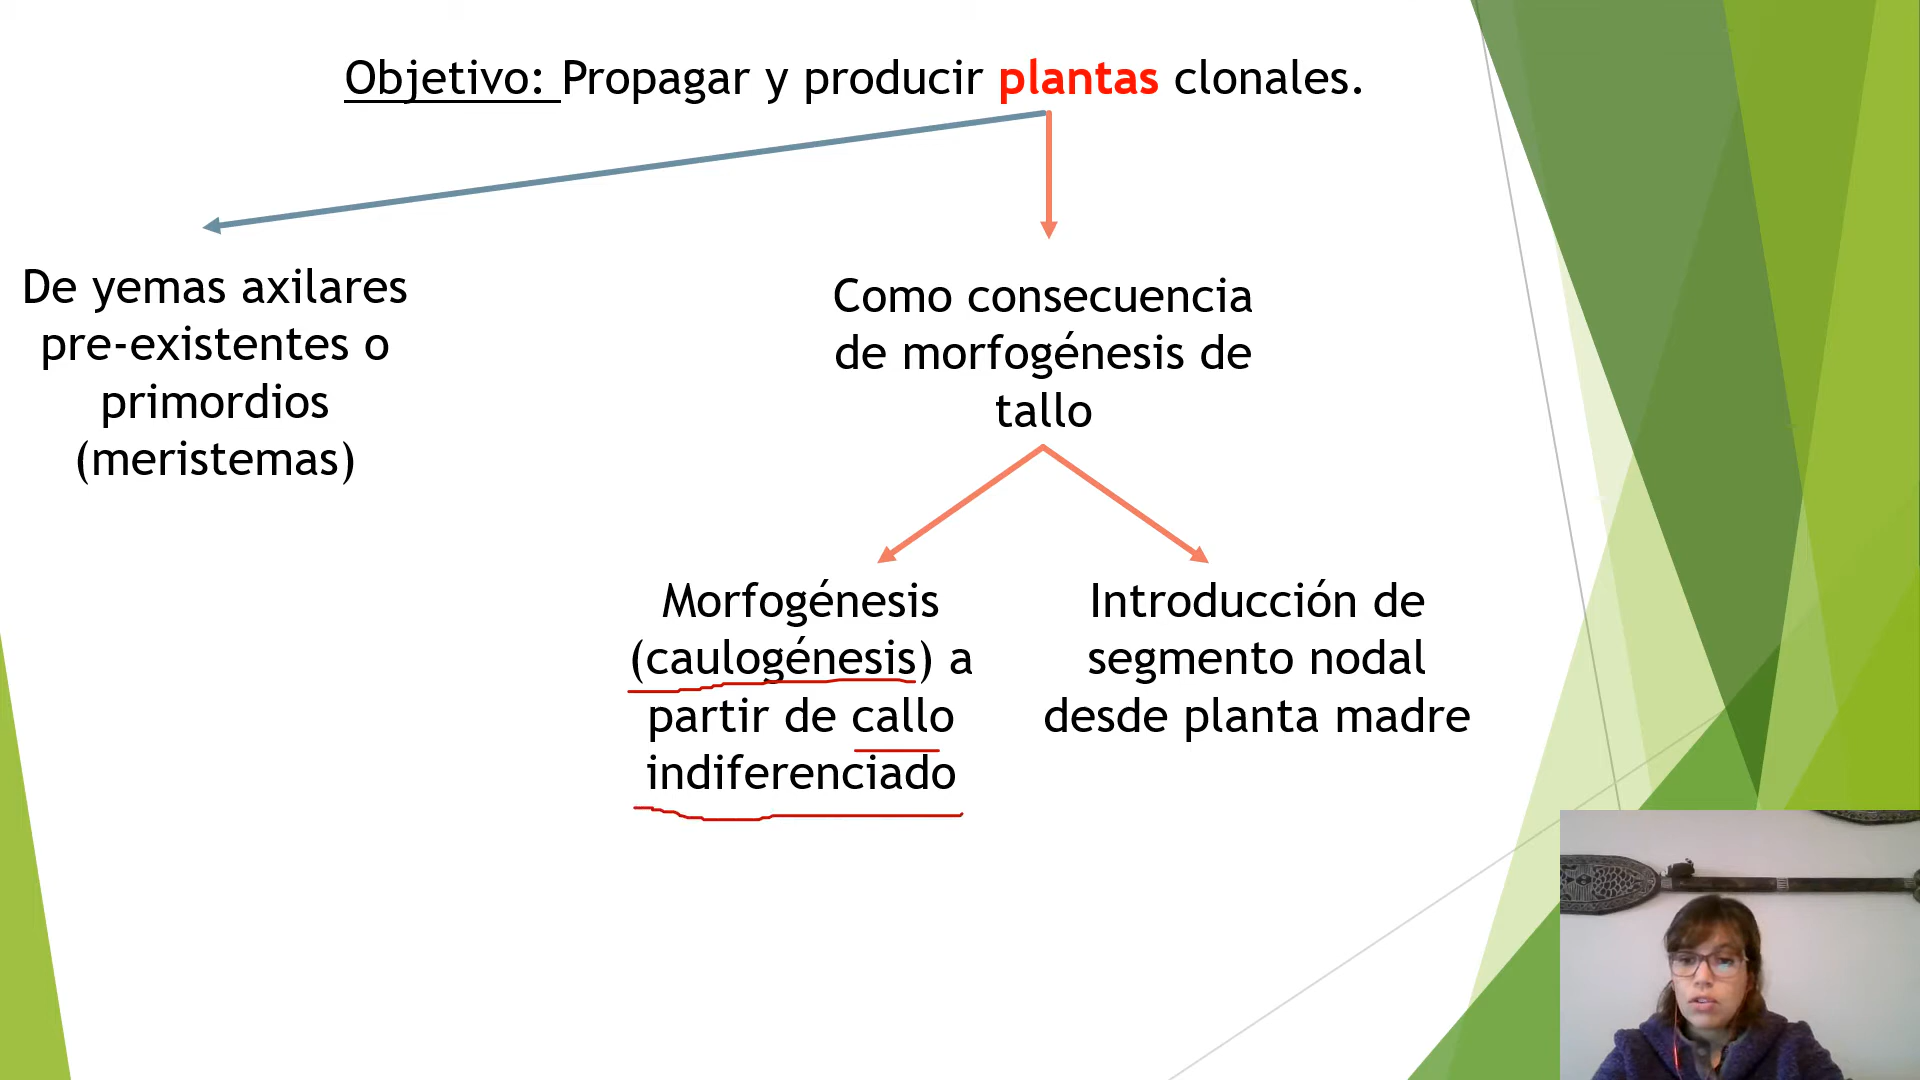 Objetivo: Propagar y producir plantas clonales.
De yemas axilares
pre-existentes o
primordios
(meristemas)
Como consecuencia
de morfogénesis de
tallo
Morfogénesis
(caulogénesis) a
partir de callo
indiferenciado
Introducción de
segmento nodal
desde planta madre